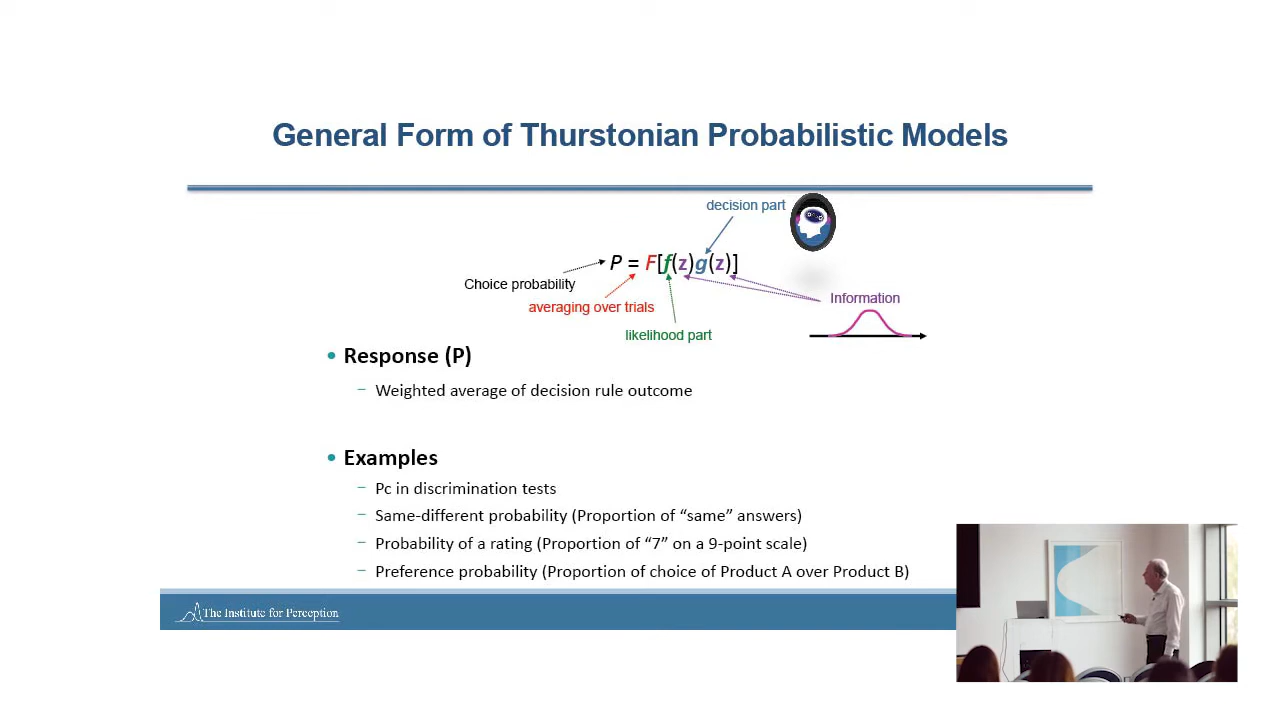 General Form of Thurstonian Probabilistic Models
decision part
P = F[f(z)g(z)]
Choice probability
averaging over trials
Information
likelihood part
• Response (P)
– Weighted average of decision rule outcome
• Examples
– Pc in discrimination tests
– Same-different probability (Proportion of “same” answers)
– Probability of a rating (Proportion of “7” on a 9-point scale)
– Preference probability (Proportion of choice of Product A over Product B)
The Institute for Perception